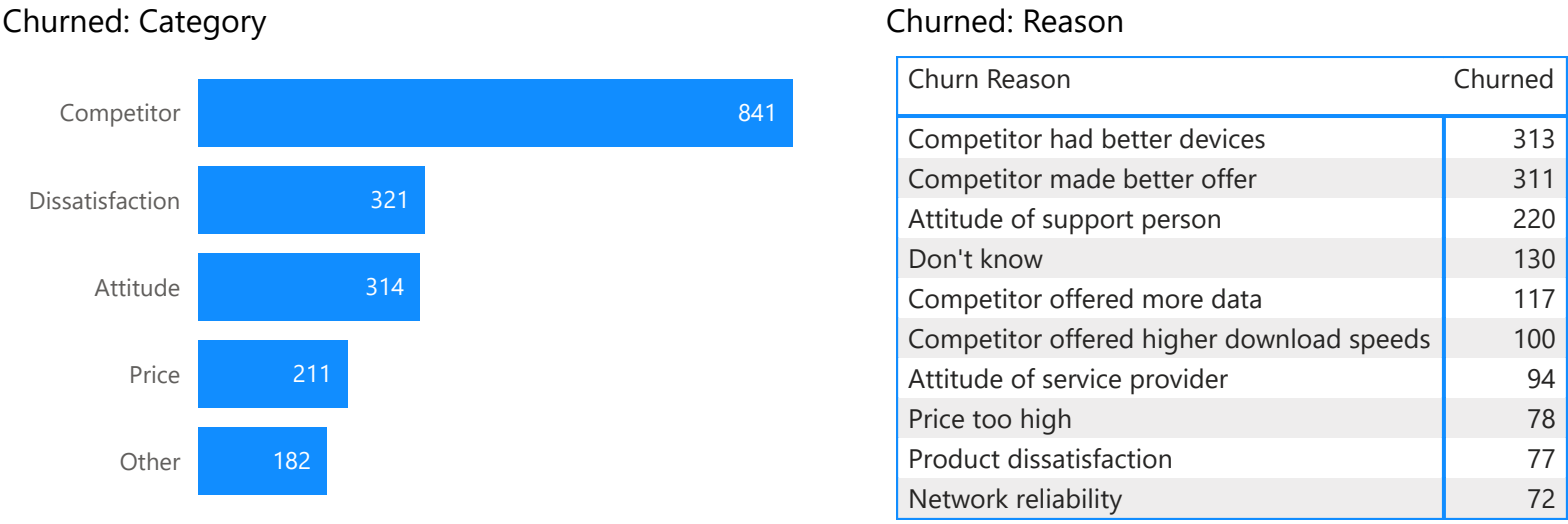 Churned: Category
Competitor 841
Dissatisfaction 321
Attitude 314
Price 211
Other 182
Churned: Reason
Churn Reason Churned
Competitor had better devices 313
Competitor made better offer 311
Attitude of support person 220
Don't know 130
Competitor offered more data 117
Competitor offered higher download speeds 100
Attitude of service provider 94
Price too high 78
Product dissatisfaction 77
Network reliability 72